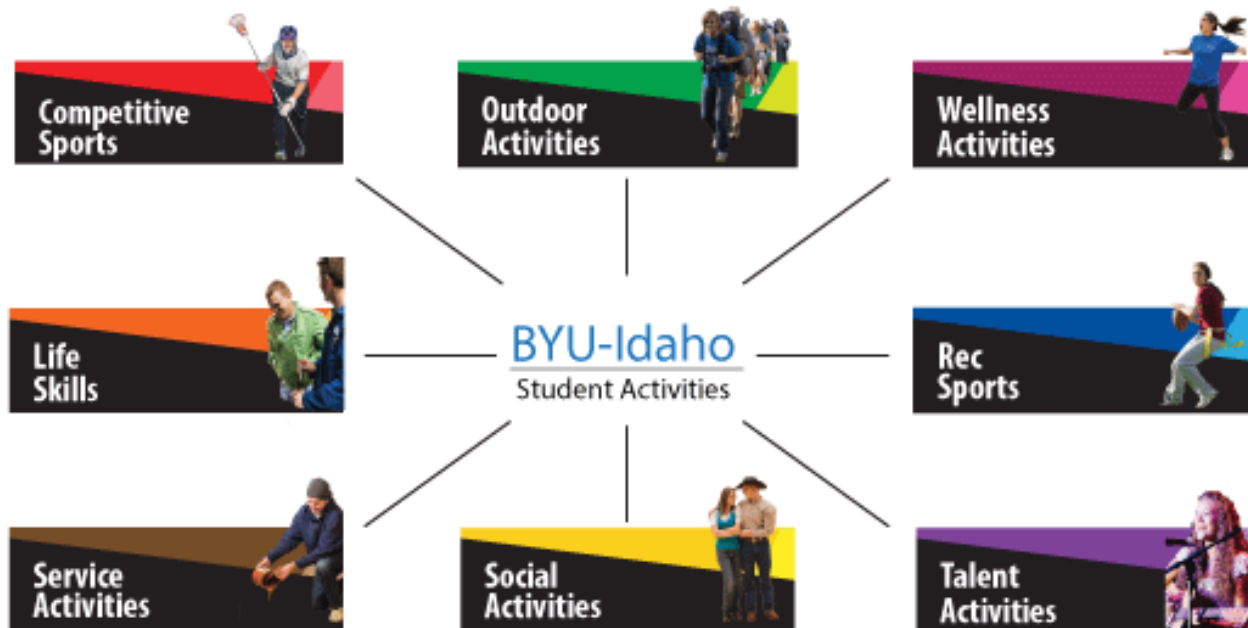 Competitive
Sports
Outdoor
Activities
Wellness
Activities
Life
Skills
BYU-Idaho
Student Activities
Rec
Sports
Service
Activities
Social
Activities
Talent
Activities